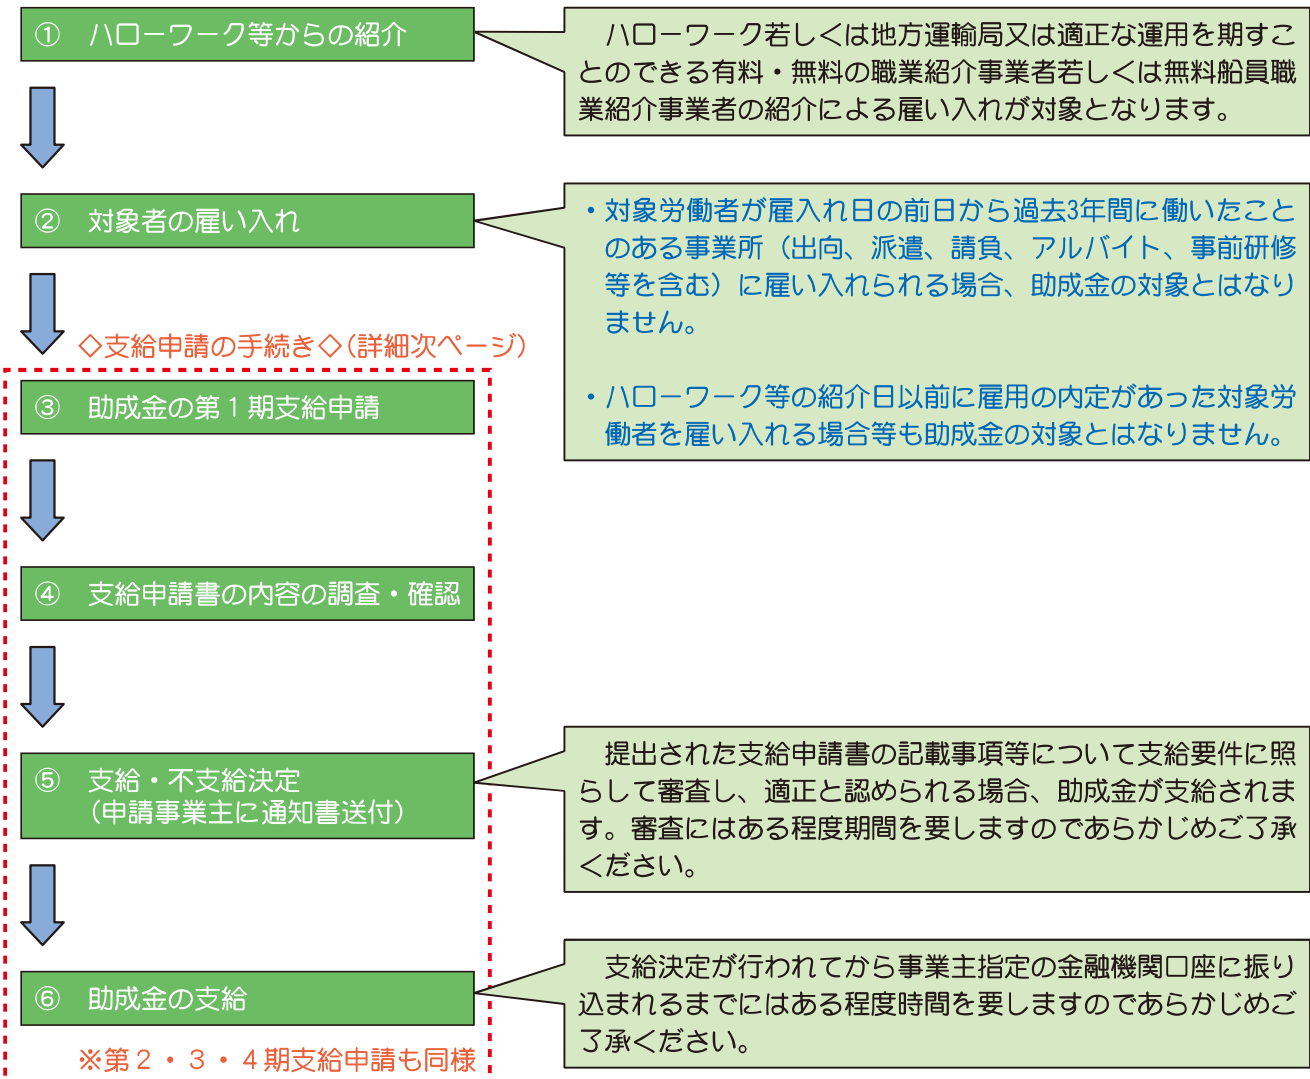 ① ハローワーク等からの紹介
ハローワーク若しくは地方運輸局又は適正な運用を期すこ
とのできる有料・無料の職業紹介事業者若しくは無料船員職
業紹介事業者の紹介による雇い入れが対象となります。
② 対象者の雇い入れ
・対象労働者が雇入れ日の前日から過去3年間に働いたこと
のある事業所（出向、派遣、請負、アルバイト、事前研修
等を含む）に雇い入れられる場合、助成金の対象とはなり
ません。
・ハローワーク等の紹介日以前に雇用の内定があった対象労
働者を雇い入れる場合等も助成金の対象とはなりません。
◇支給申請の手続き◇(詳細次ページ)
③ 助成金の第１期支給申請
④ 支給申請書の内容の調査・確認
⑤ 支給・不支給決定
（申請事業主に通知書送付）
提出された支給申請書の記載事項等について支給要件に照
らして審査し、適正と認められる場合、助成金が支給されま
す。審査にはある程度期間を要しますのであらかじめご了承
ください。
⑥ 助成金の支給
支給決定が行われてから事業主指定の金融機関口座に振り
込まれるまでにはある程度時間を要しますのであらかじめご
了承ください。
※第２・３・４期支給申請も同様